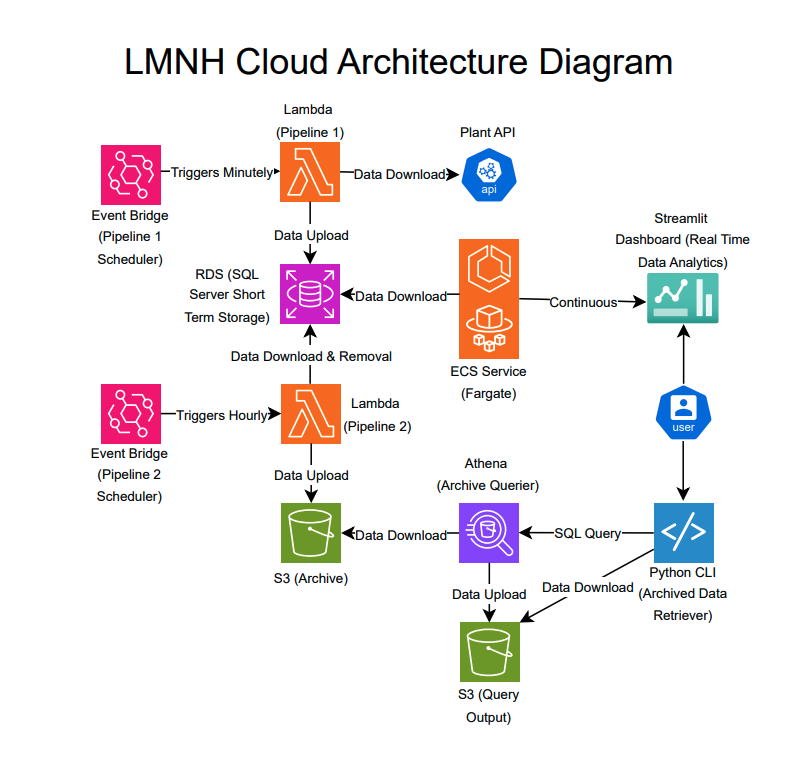 LMNH Cloud Architecture Diagram
Lambda
(Pipeline 1)
Plant API
Triggers Minutely
Data Download
api
Event Bridge
(Pipeline 1
Scheduler)
Data Upload
Streamlit
Dashboard (Real Time
Data Analytics)
RDS (SQL
Server Short
Term Storage)
Data Download
Continuous
Data Download & Removal
ECS Service
(Fargate)
Triggers Hourly
Lambda
(Pipeline 2)
user
Event Bridge
(Pipeline 2
Scheduler)
Data Upload
Athena
(Archive Querier)
Data Download
SQL Query
S3 (Archive)
Python CLI
(Archived Data
Retriever)
Data Upload
Data Download
S3 (Query
Output)